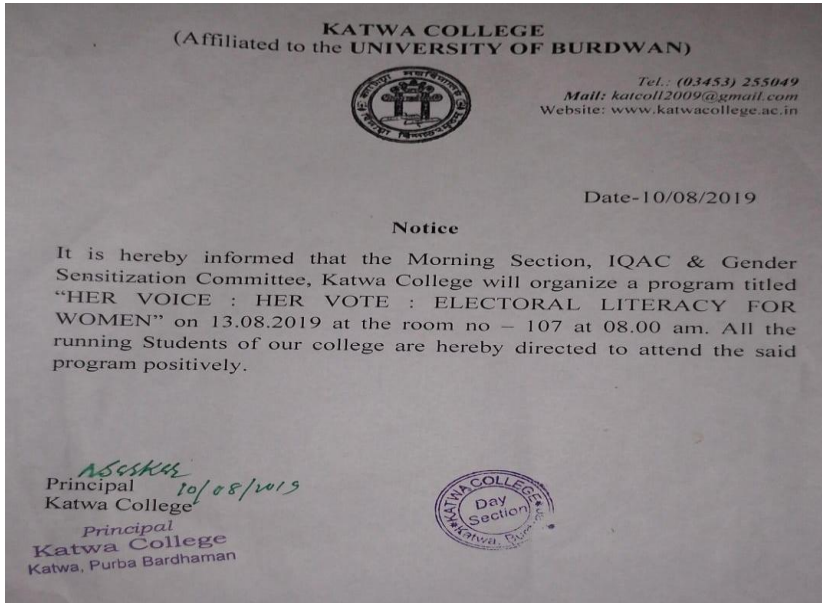 KATWA COLLEGE
(Affiliated to the UNIVERSITY OF BURDWAN)
Tel.: (03453) 255049
Mail: katcoll2009@gmail.com
Website: www.katwacollege.ac.in
Date-10/08/2019
Notice
It is hereby informed that the Morning Section, IQAC & Gender
Sensitization Committee, Katwa College will organize a program titled
“HER VOICE : HER VOTE : ELECTORAL LITERACY FOR
WOMEN” on 13.08.2019 at the room no – 107 at 08.00 am. All the
running Students of our college are hereby directed to attend the said
program positively.
Principal 10/08/2019
Katwa College
Principal
Katwa College
Katwa, Purba Bardhaman
KATWA COLLEGE
Day
Section
Katwa,